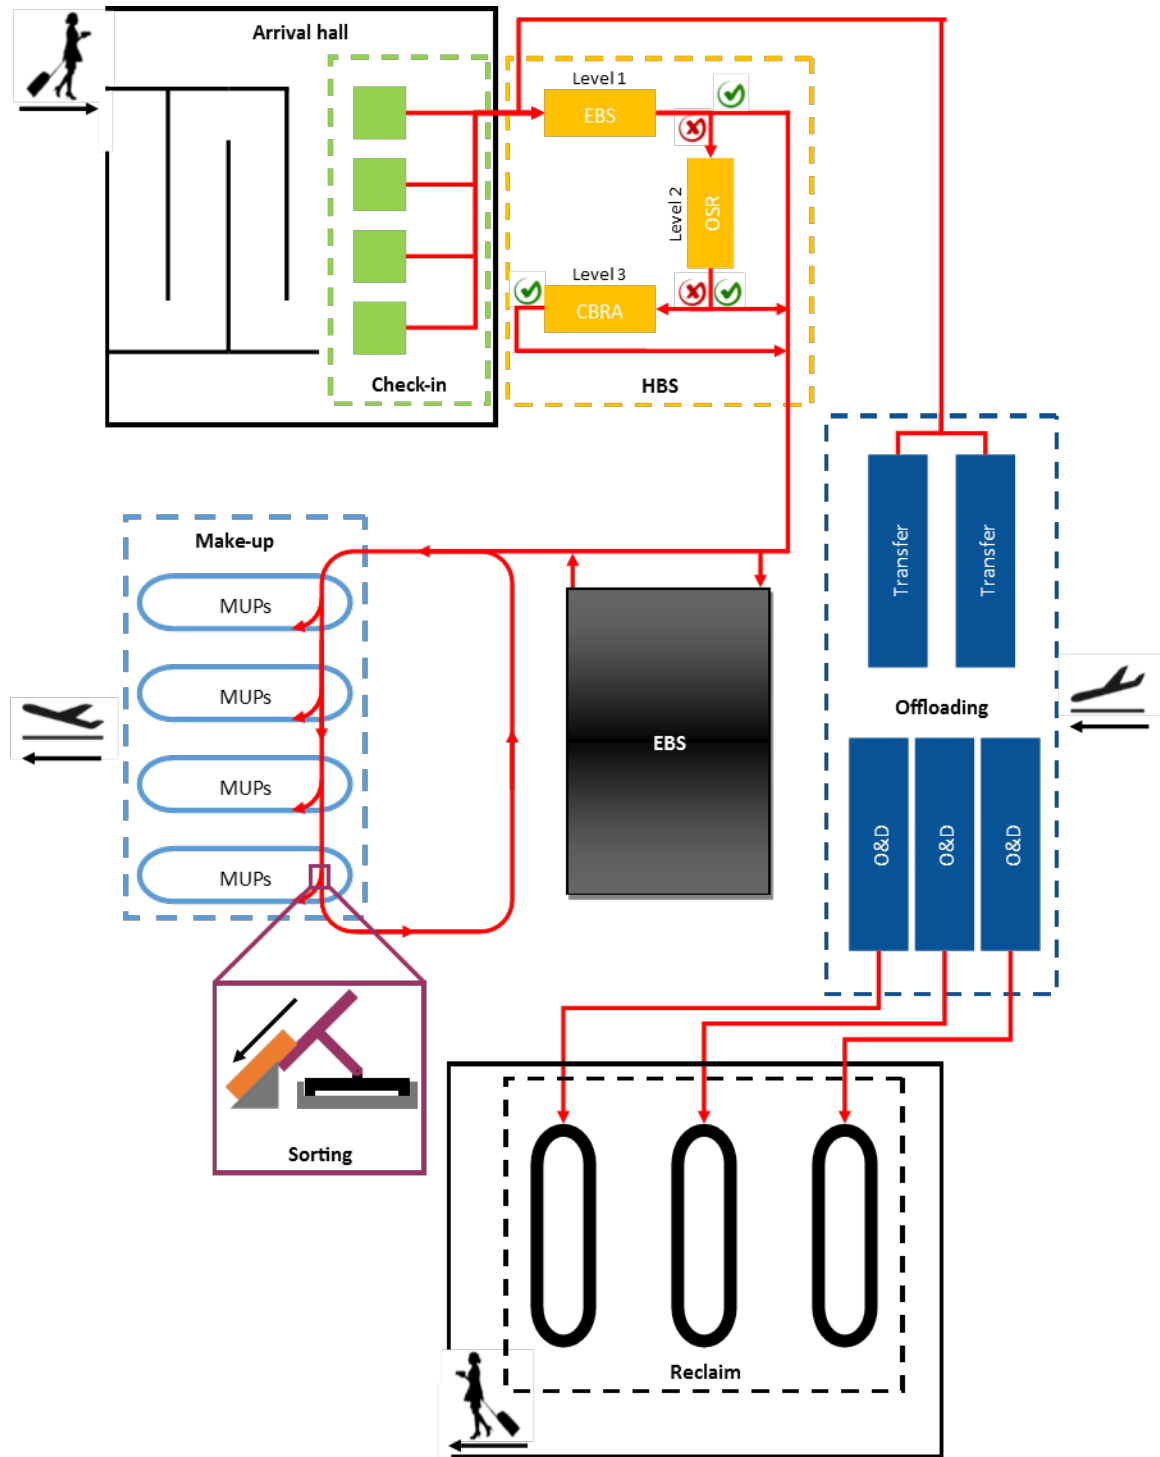 Arrival hall
Check-in
Level 1
EBS
Level 2
OSR
Level 3
CBRA
HBS
Transfer
Transfer
Offloading
O&D
O&D
O&D
Make-up
MUPs
MUPs
MUPs
MUPs
EBS
Sorting
Reclaim